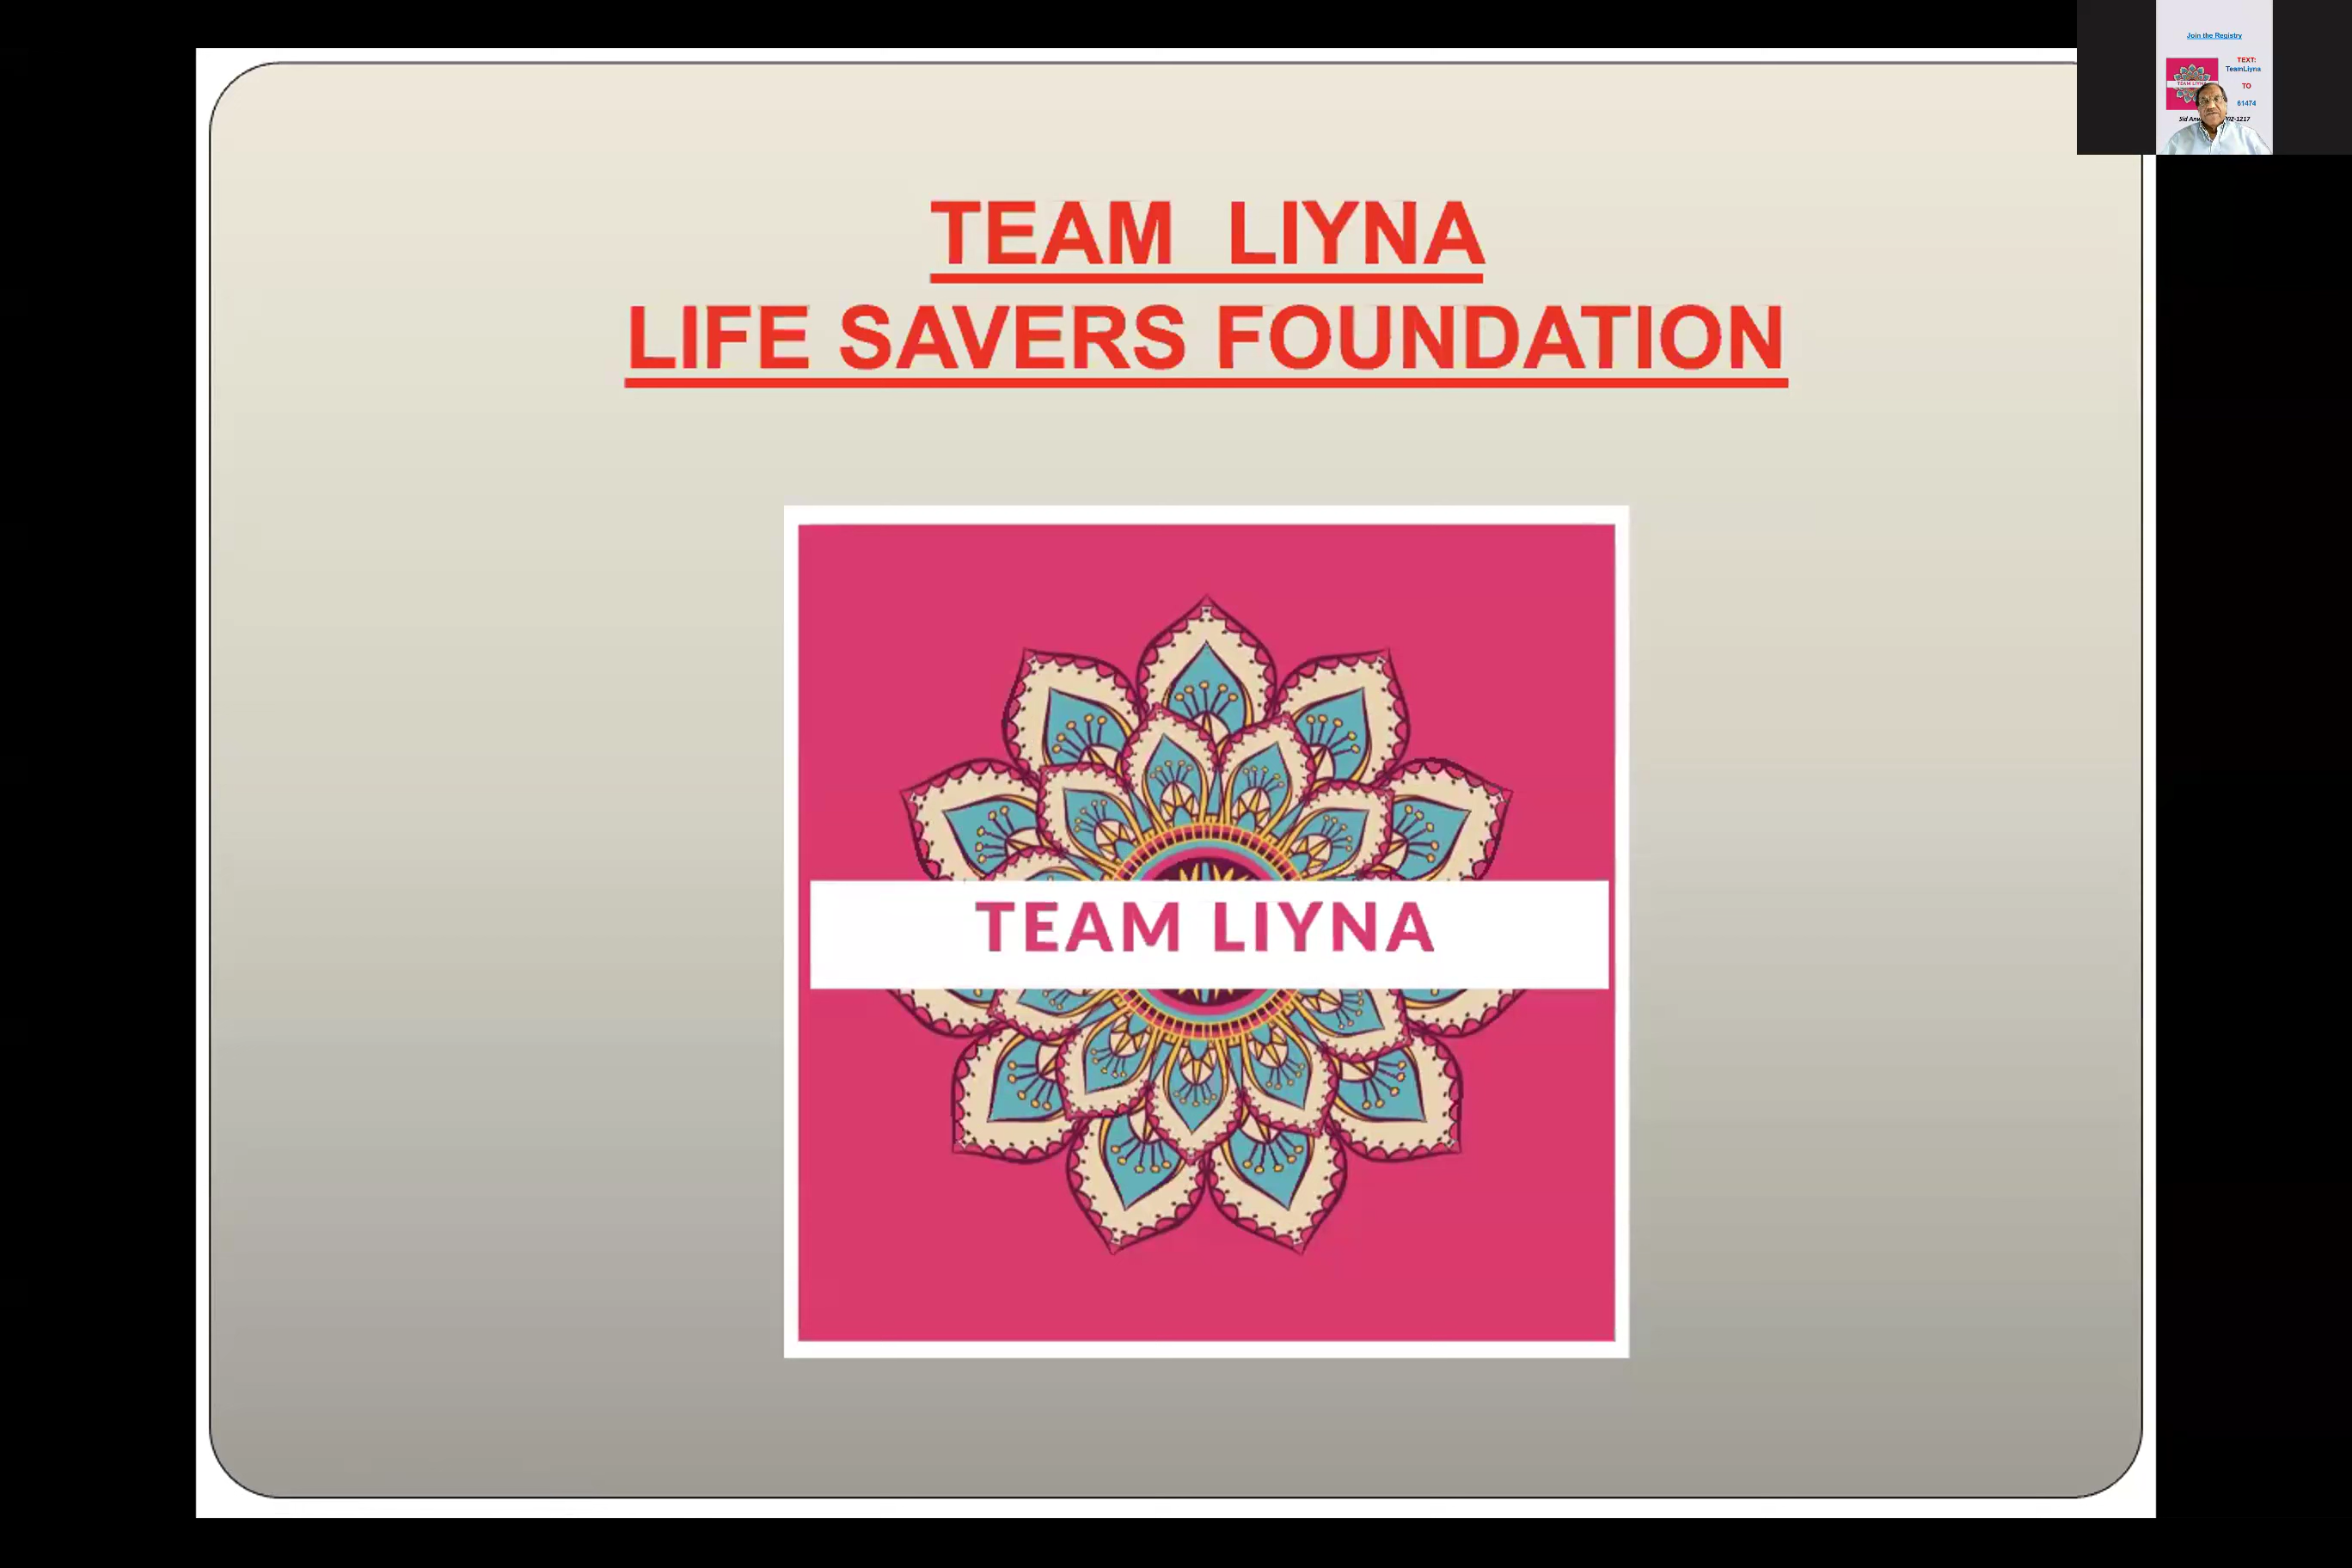 TEAM LIYNA
LIFE SAVERS FOUNDATION
TEAM LIYNA
Join the Registry
TEXT:
TeamLiyna
TO
61474